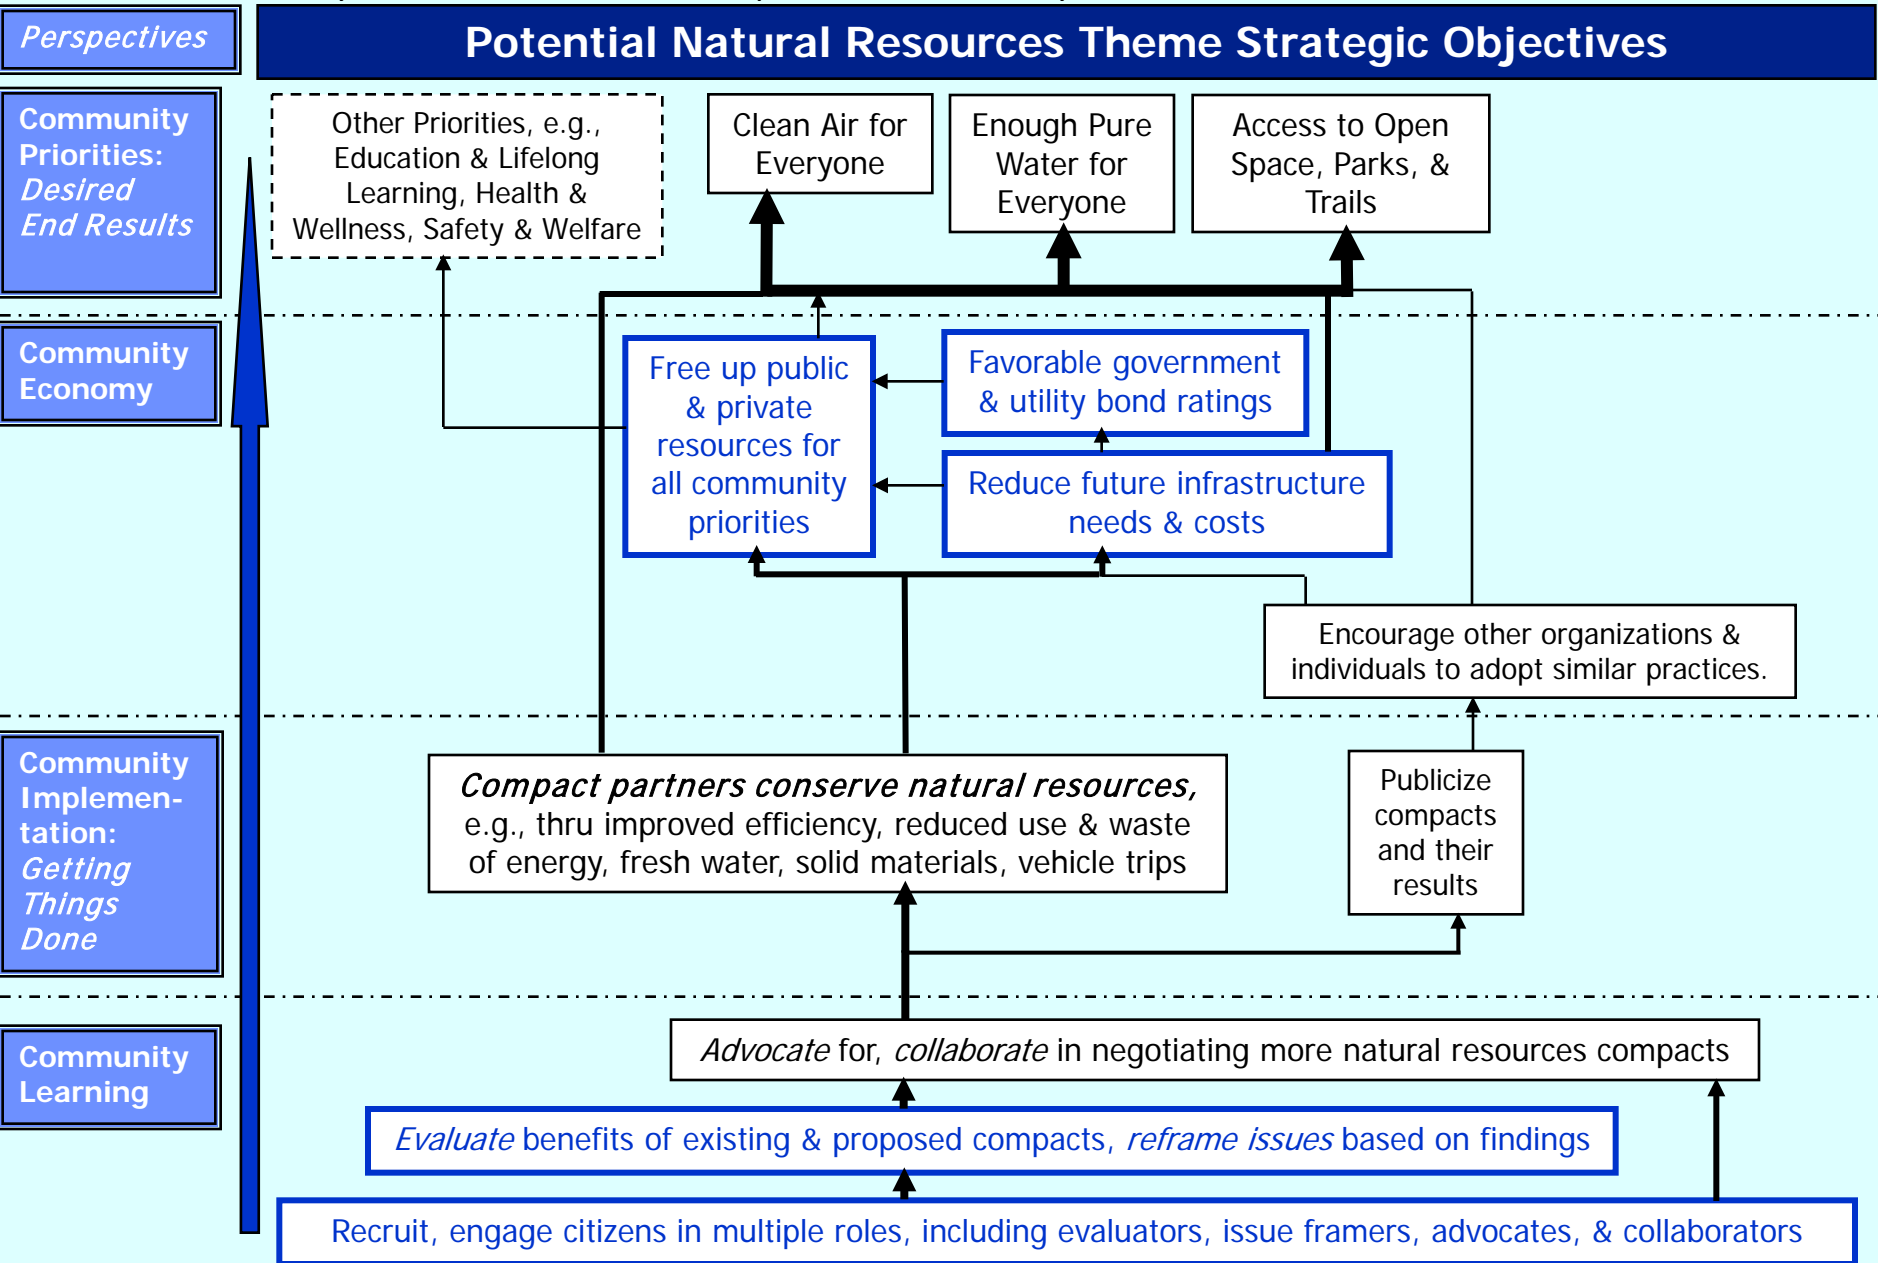 Perspectives
Potential Natural Resources Theme Strategic Objectives
Community
Priorities:
Desired
End Results
Other Priorities, e.g.,
Education & Lifelong
Learning, Health &
Wellness, Safety & Welfare
Clean Air for
Everyone
Enough Pure
Water for
Everyone
Access to Open
Space, Parks, &
Trails
Community
Economy
Free up public
& private
resources for
all community
priorities
Favorable government
& utility bond ratings
Reduce future infrastructure
needs & costs
Encourage other organizations &
individuals to adopt similar practices.
Community
Implemen-
tation:
Getting
Things
Done
Compact partners conserve natural resources,
e.g., thru improved efficiency, reduced use & waste
of energy, fresh water, solid materials, vehicle trips
Publicize
compacts
and their
results
Community
Learning
Advocate for, collaborate in negotiating more natural resources compacts
Evaluate benefits of existing & proposed compacts, reframe issues based on findings
Recruit, engage citizens in multiple roles, including evaluators, issue framers, advocates, & collaborators